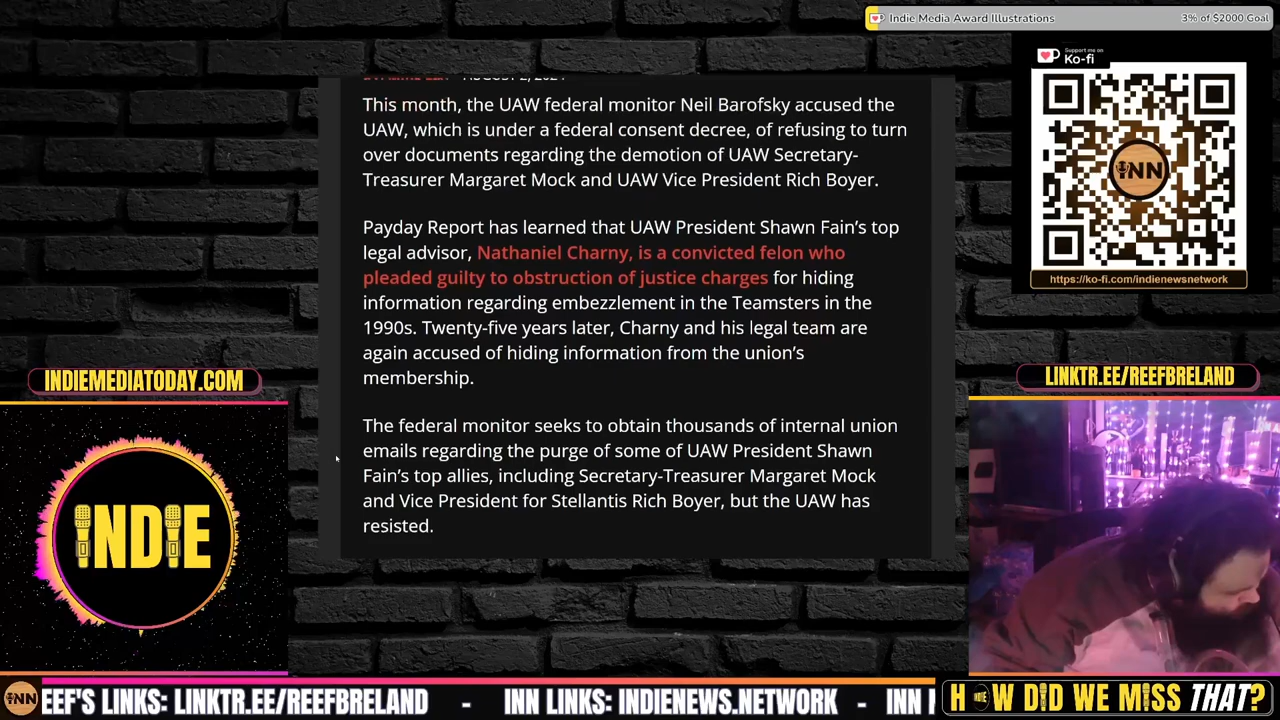 Indie Media Award Illustrations
3% of $2000 Goal
Support me on
Ko-fi
AUGUST 2, 2024
This month, the UAW federal monitor Neil Barofsky accused the
UAW, which is under a federal consent decree, of refusing to turn
over documents regarding the demotion of UAW Secretary-
Treasurer Margaret Mock and UAW Vice President Rich Boyer.
Payday Report has learned that UAW President Shawn Fain’s top
legal advisor, Nathaniel Charny, is a convicted felon who
pleaded guilty to obstruction of justice charges for hiding
information regarding embezzlement in the Teamsters in the
1990s. Twenty-five years later, Charny and his legal team are
again accused of hiding information from the union’s
membership.
The federal monitor seeks to obtain thousands of internal union
emails regarding the purge of some of UAW President Shawn
Fain’s top allies, including Secretary-Treasurer Margaret Mock
and Vice President for Stellantis Rich Boyer, but the UAW has
resisted.
INN
https://ko-fi.com/indienewsnetwork
INDIEMEDIATODAY.COM
LINKTR.EE/REEFBRELAND
INDIE
INN
EEF'S LINKS: LINKTR.EE/REEFBRELAND - INN LINKS: INDIENEWS.NETWORK - INN
HOW DID WE MISS THAT?